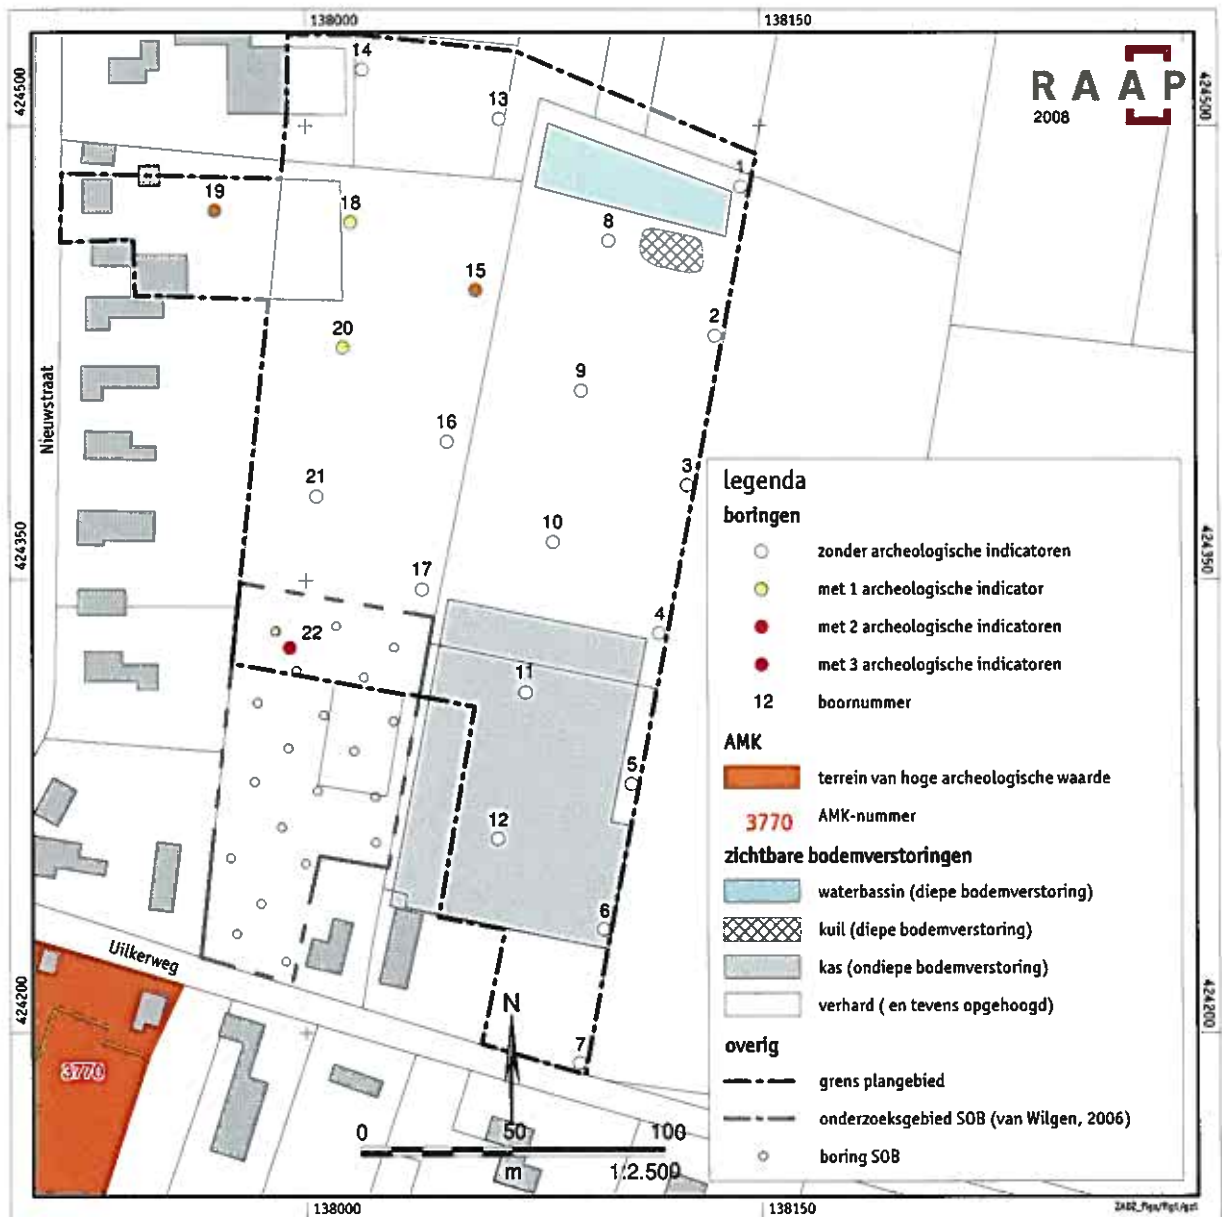 138000
138150
424500
424500
RAAP
2008
14
13
1
19
18
8
15
2
20
9
Nieuwstraat
16
3
21
10
424350
424350
17
4
22
11
5
12
6
Uilkerweg
424200
424200
7
3770
N
0 50 100
m 1:2.500
legenda
boringen
zonder archeologische indicatoren
met 1 archeologische indicator
met 2 archeologische indicatoren
met 3 archeologische indicatoren
12 boornummer
AMK
terrein van hoge archeologische waarde
3770 AMK-nummer
zichtbare bodemverstoringen
waterbassin (diepe bodemverstoring)
kuil (diepe bodemverstoring)
kas (ondiepe bodemverstoring)
verhard ( en tevens opgehoogd)
overig
grens plangebied
onderzoeksgebied SOB (van Wilgen, 2006)
boring SOB
138000
138150